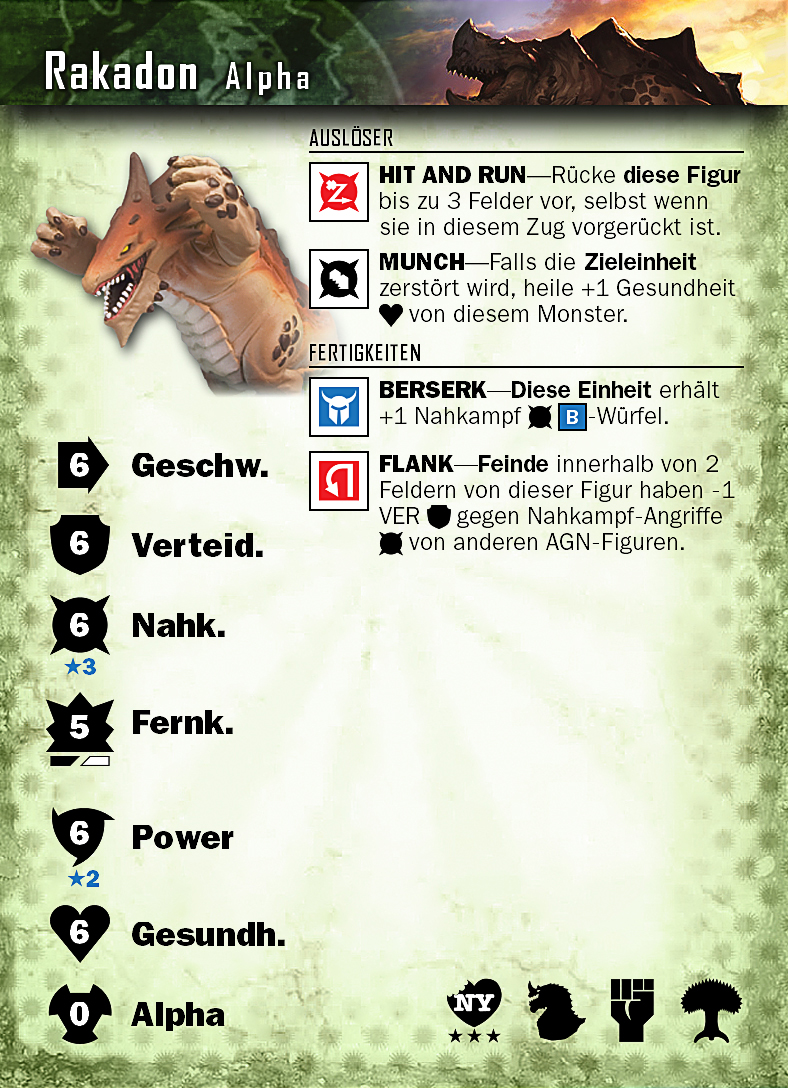 Rakadon Alpha
AUSLÖSER
HIT AND RUN—Rücke diese Figur
bis zu 3 Felder vor, selbst wenn
sie in diesem Zug vorgerückt ist.
MUNCH—Falls die Zieleinheit
zerstört wird, heile +1 Gesundheit
von diesem Monster.
FERTIGKEITEN
BERSERK—Diese Einheit erhält
+1 Nahkampf B-Würfel.
FLANK—Feinde innerhalb von 2
Feldern von dieser Figur haben -1
VER gegen Nahkampf-Angriffe
von anderen AGN-Figuren.
6 Geschw.
6 Verteid.
6 Nahk.
★3
5 Fernk.
6 Power
★2
6 Gesundh.
0 Alpha
NY
★★★